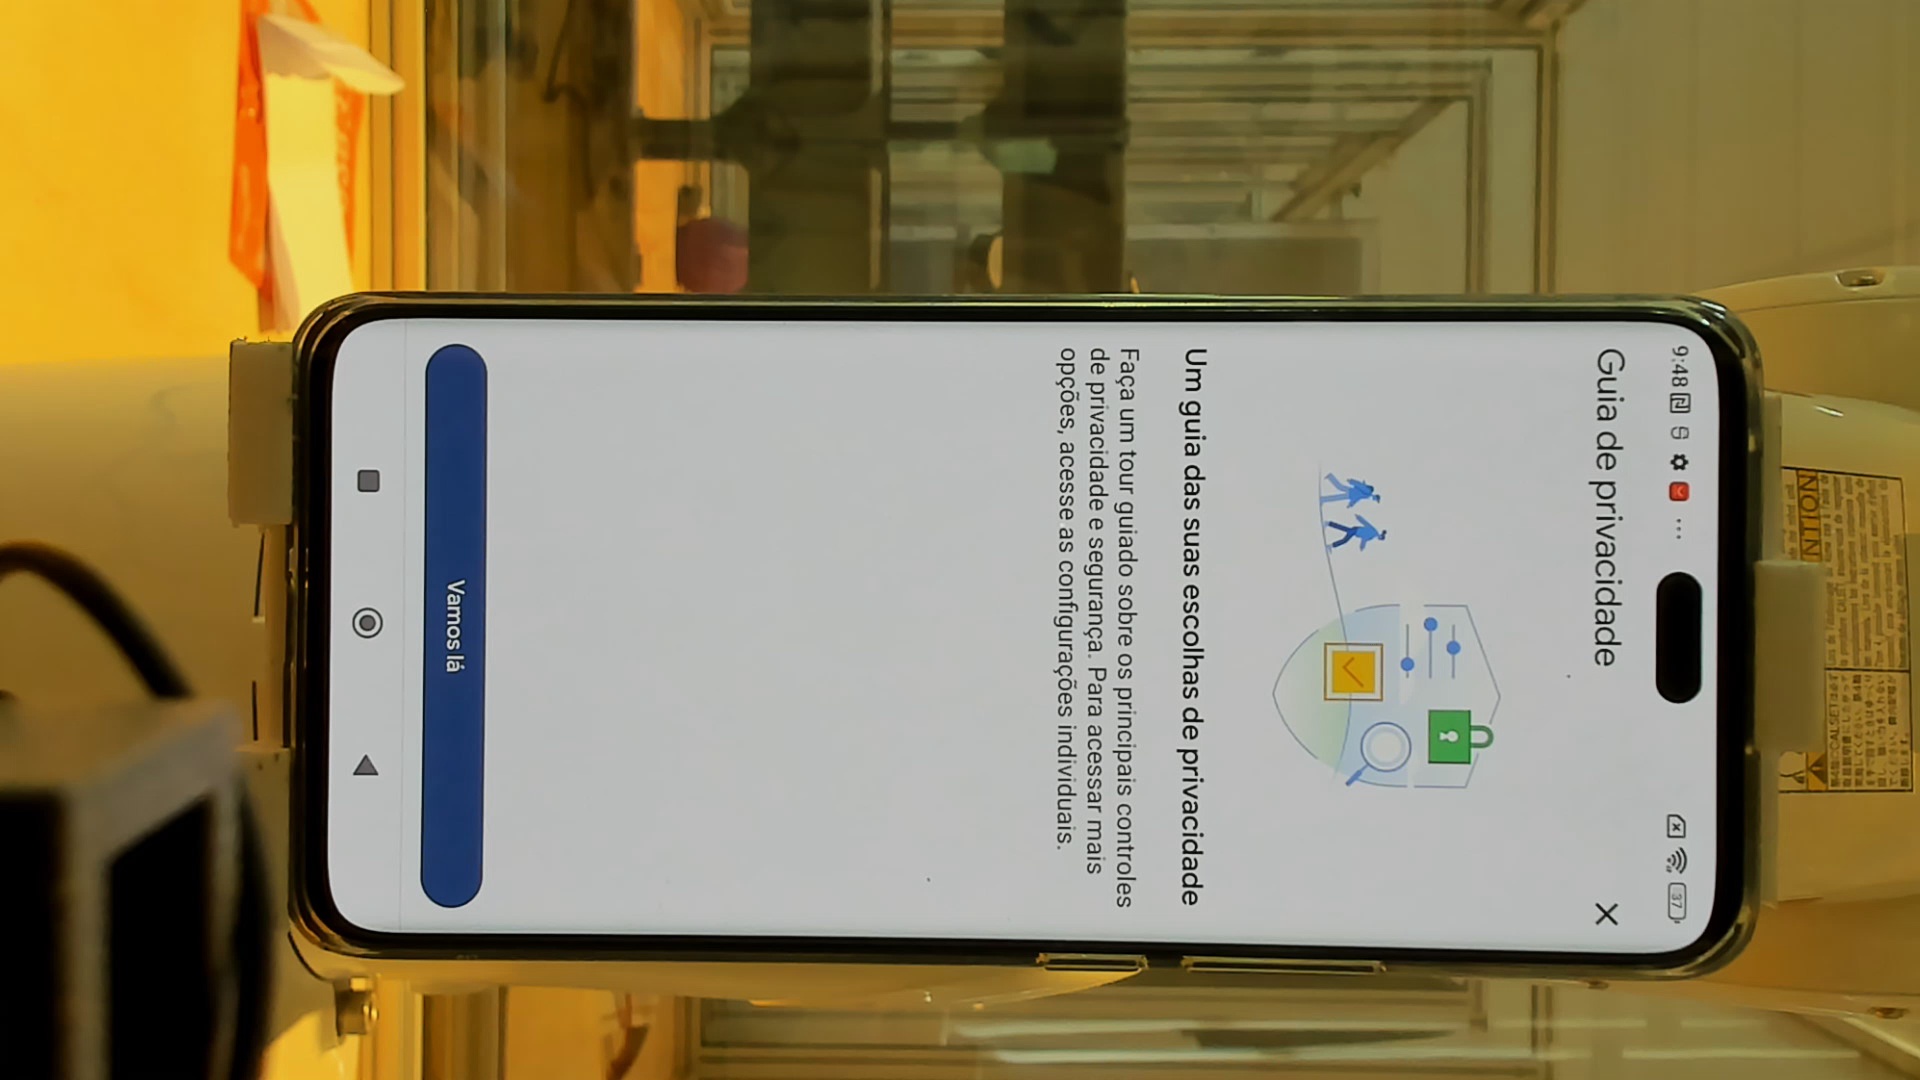 9:48
37
Guia de privacidade
Um guia das suas escolhas de privacidade
Faça um tour guiado sobre os principais controles
de privacidade e segurança. Para acessar mais
opções, acesse as configurações individuais.
Vamos lá